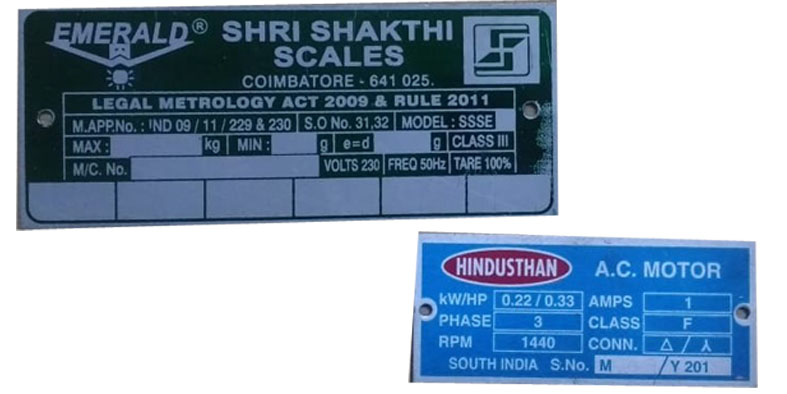 EMERALD® SHRI SHAKTHI
SCALES
COIMBATORE - 641 025.
LEGAL METROLOGY ACT 2009 & RULE 2011
M.APP.No. : IND 09 / 11 / 229 & 230 S.O No. 31,32 MODEL : SSSE
MAX : kg MIN : g e=d g CLASS III
M/C. No. VOLTS 230 FREQ 50Hz TARE 100%
HINDUSTHAN A.C. MOTOR
kW/HP 0.22 / 0.33 AMPS 1
PHASE 3 CLASS F
RPM 1440 CONN. Δ / ⅄
SOUTH INDIA S.No. M /Y 201